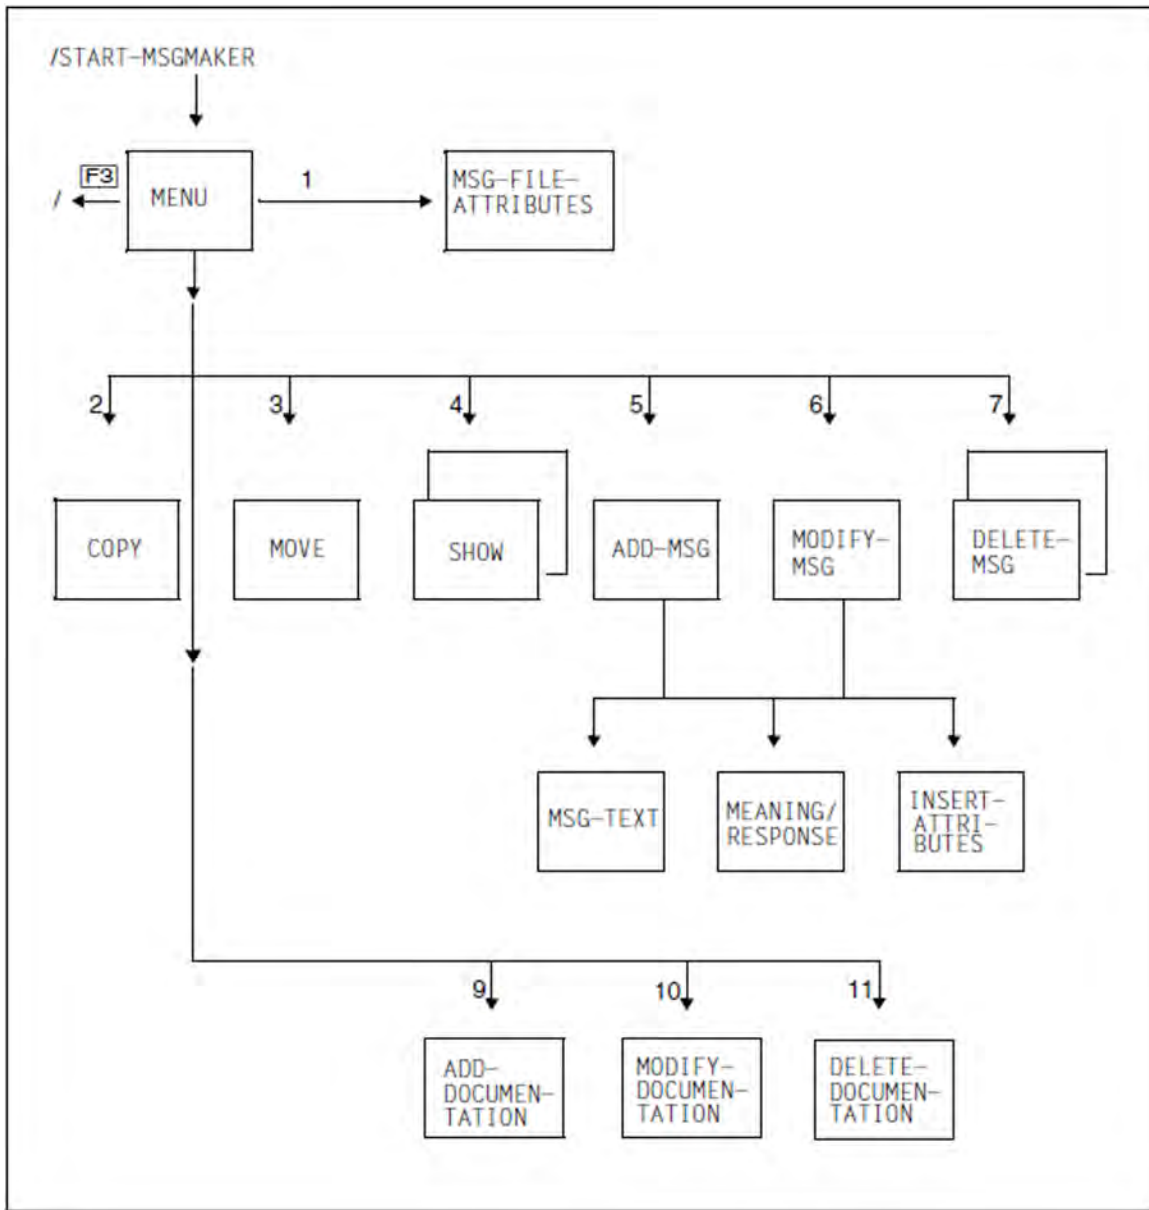 /START-MSGMAKER
F3
/
MENU
1
MSG-FILE-
ATTRIBUTES
2
3
4
5
6
7
COPY
MOVE
SHOW
ADD-MSG
MODIFY-
MSG
DELETE-
MSG
MSG-TEXT
MEANING/
RESPONSE
INSERT-
ATTRI-
BUTES
9
10
11
ADD-
DOCUMEN-
TATION
MODIFY-
DOCUMEN-
TATION
DELETE-
DOCUMEN-
TATION